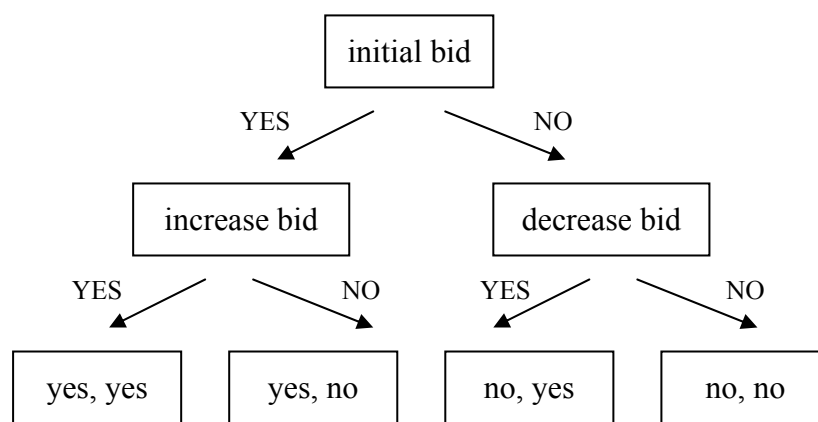 initial bid
YES
NO
increase bid
decrease bid
YES
NO
YES
NO
yes, yes
yes, no
no, yes
no, no